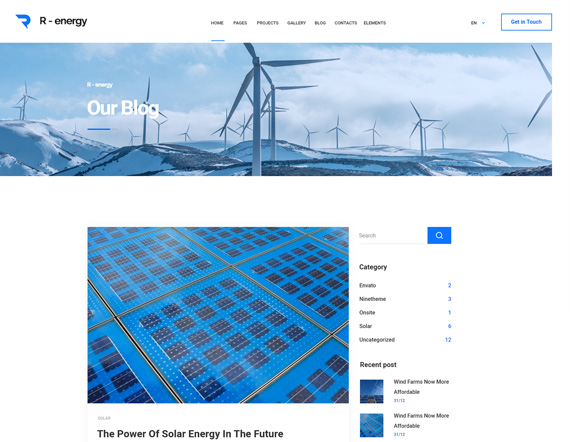 R - energy
HOME PAGES PROJECTS GALLERY BLOG CONTACTS ELEMENTS
EN
Get in Touch
R - energy
Our Blog
Search
Category
Envato 2
Ninetheme 3
Onsite 1
Solar 6
Uncategorized 12
Recent post
Wind Farms Now More
Affordable
31/12
Wind Farms Now More
Affordable
31/12
SOLAR
The Power Of Solar Energy In The Future